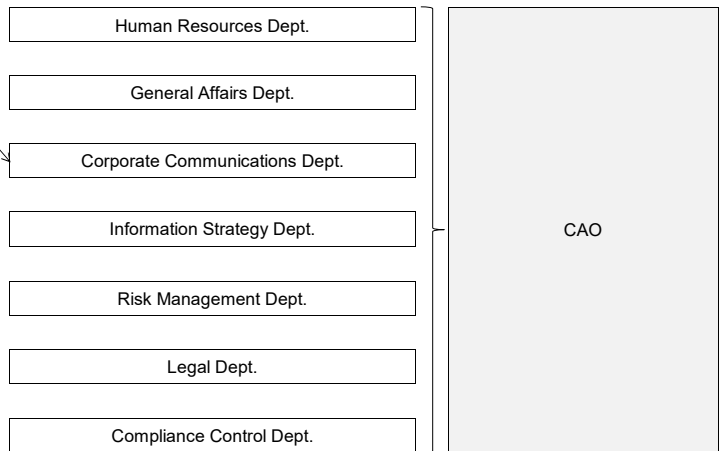 Human Resources Dept.
General Affairs Dept.
Corporate Communications Dept.
Information Strategy Dept.
CAO
Risk Management Dept.
Legal Dept.
Compliance Control Dept.